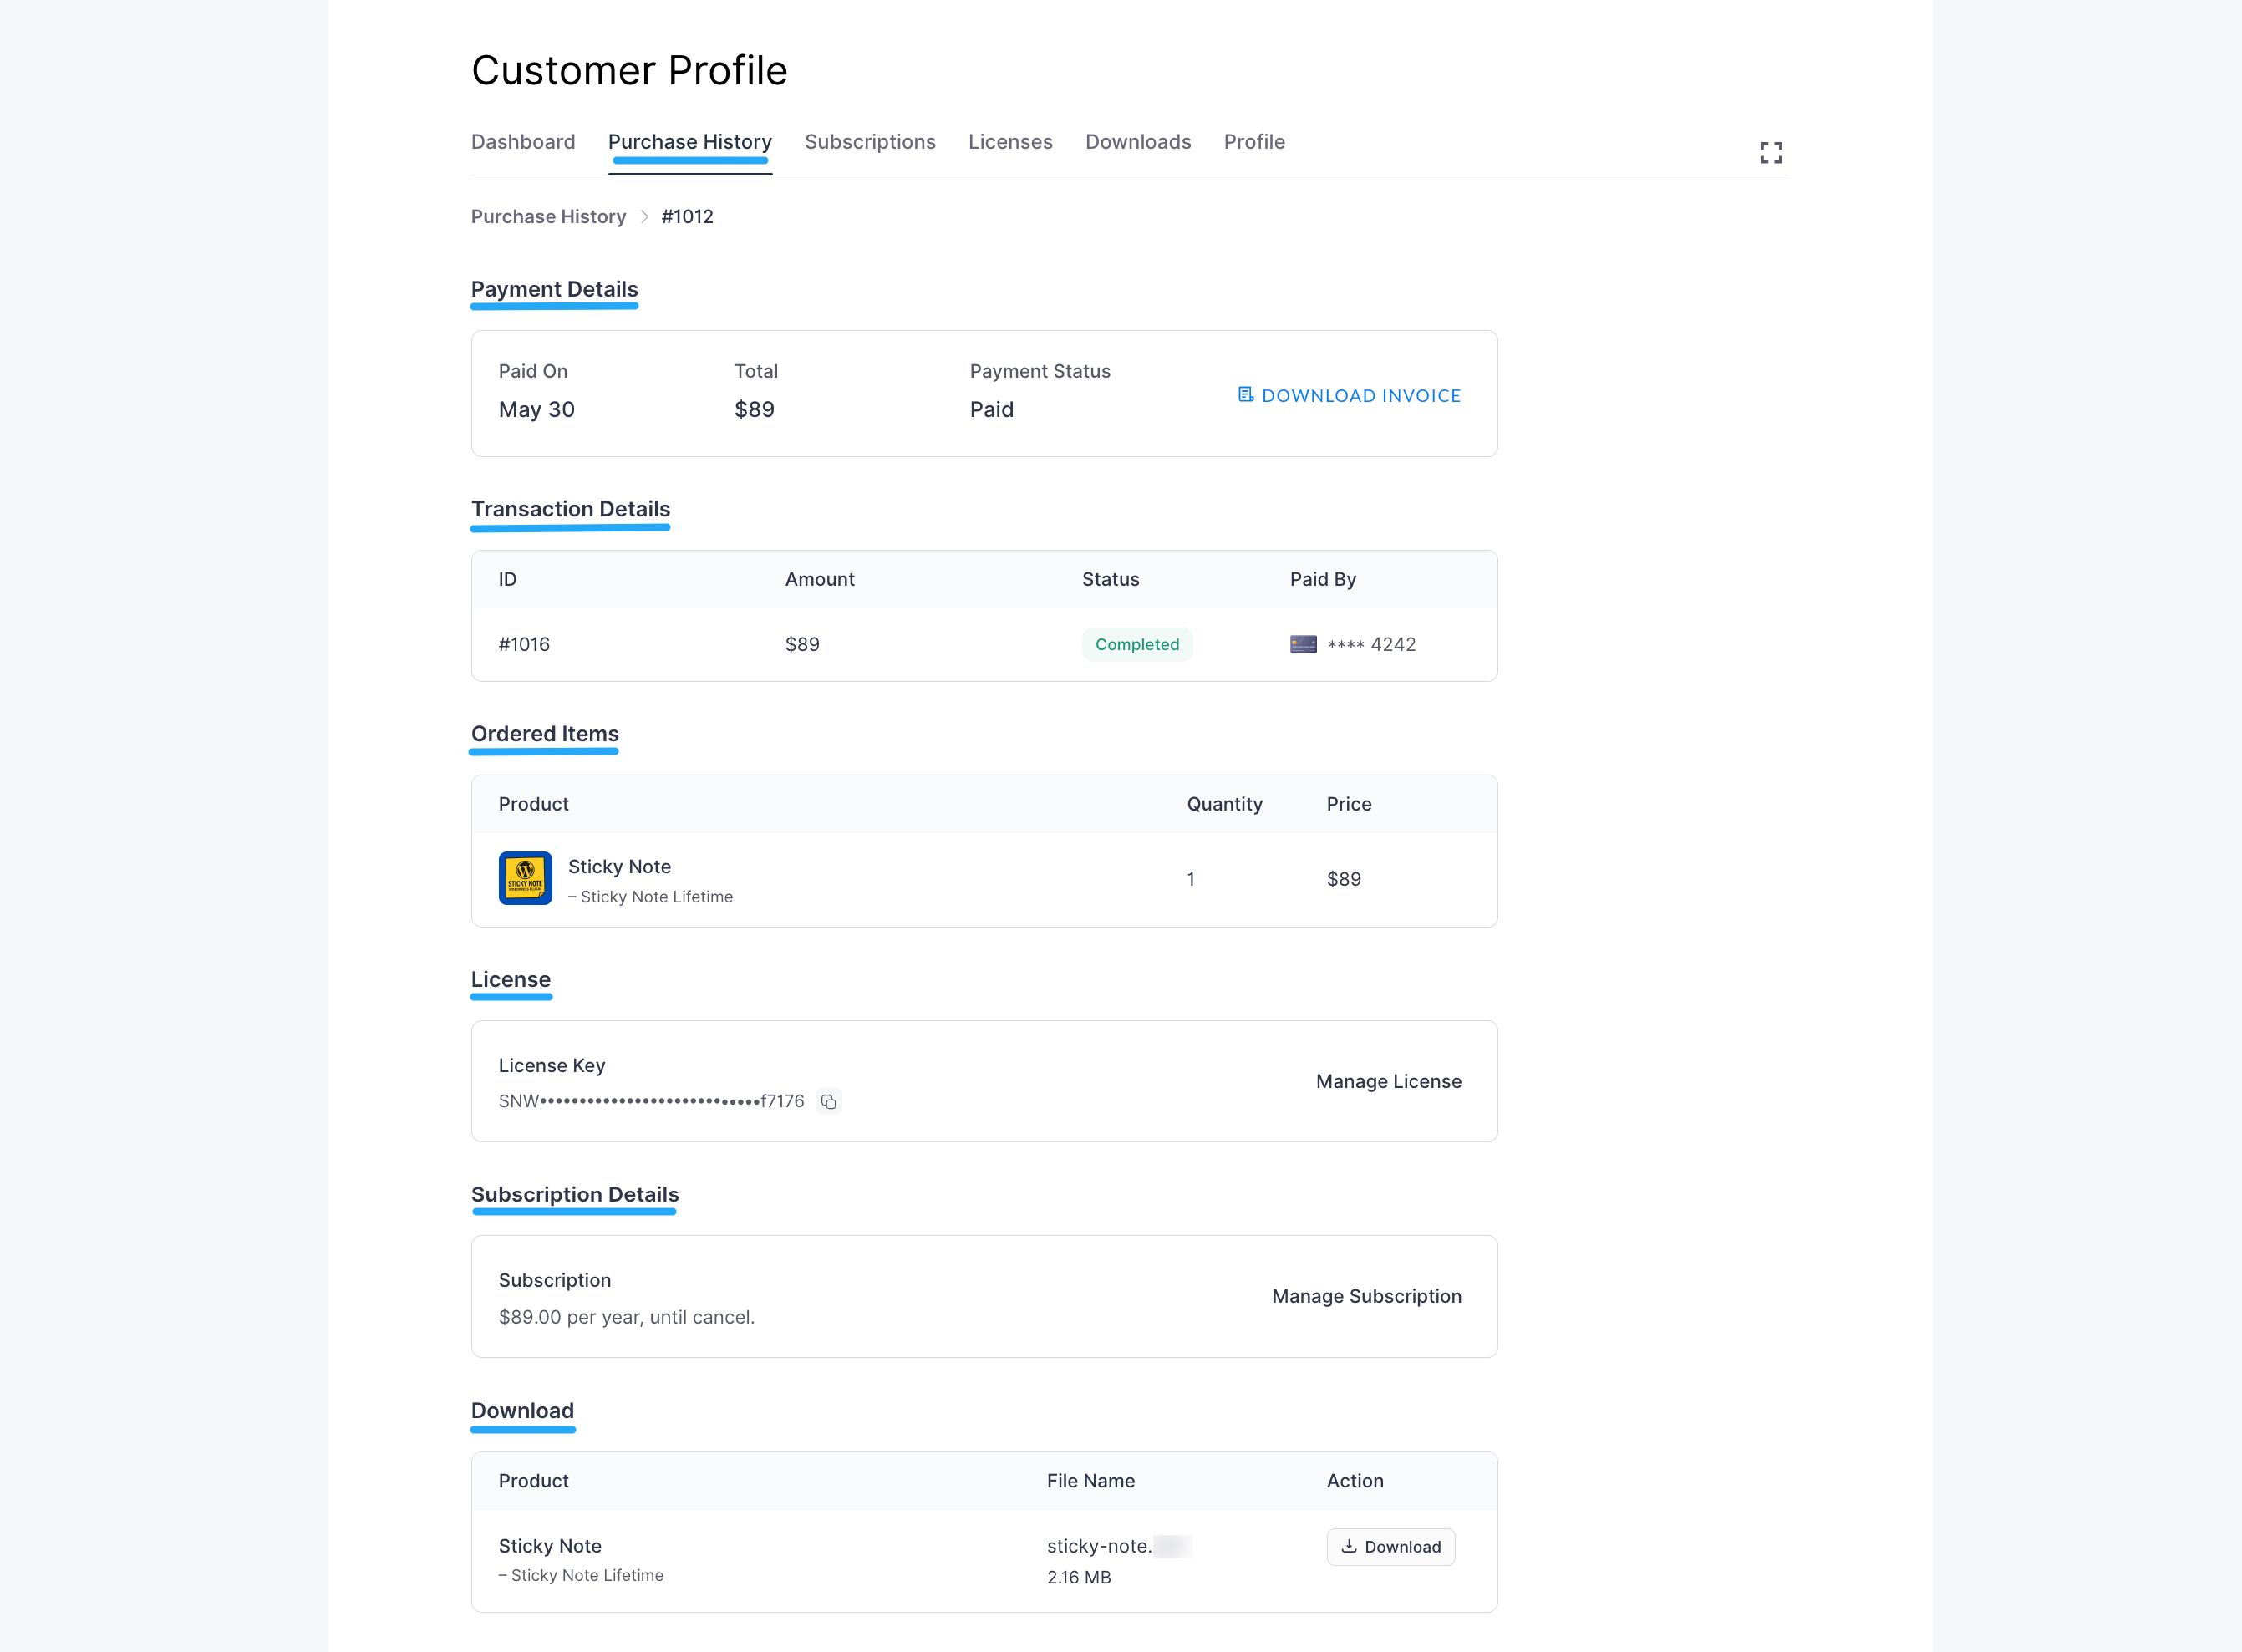 Customer Profile
Dashboard Purchase History Subscriptions Licenses Downloads Profile
Purchase History > #1012
Payment Details
Paid On Total Payment Status
May 30 $89 Paid
DOWNLOAD INVOICE
Transaction Details
ID Amount Status Paid By
#1016 $89 Completed **** 4242
Ordered Items
Product Quantity Price
STICKY NOTE
Sticky Note
– Sticky Note Lifetime
1 $89
License
License Key
SNW••••••••••••••••••••••••••••f7176
Manage License
Subscription Details
Subscription
$89.00 per year, until cancel.
Manage Subscription
Download
Product File Name Action
Sticky Note sticky-note. Download
– Sticky Note Lifetime 2.16 MB